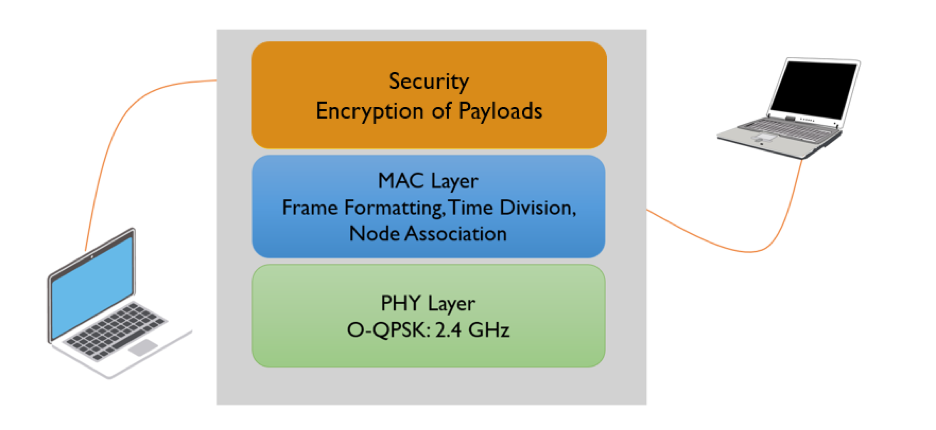 Security
Encryption of Payloads
MAC Layer
Frame Formatting, Time Division,
Node Association
PHY Layer
O-QPSK: 2.4 GHz